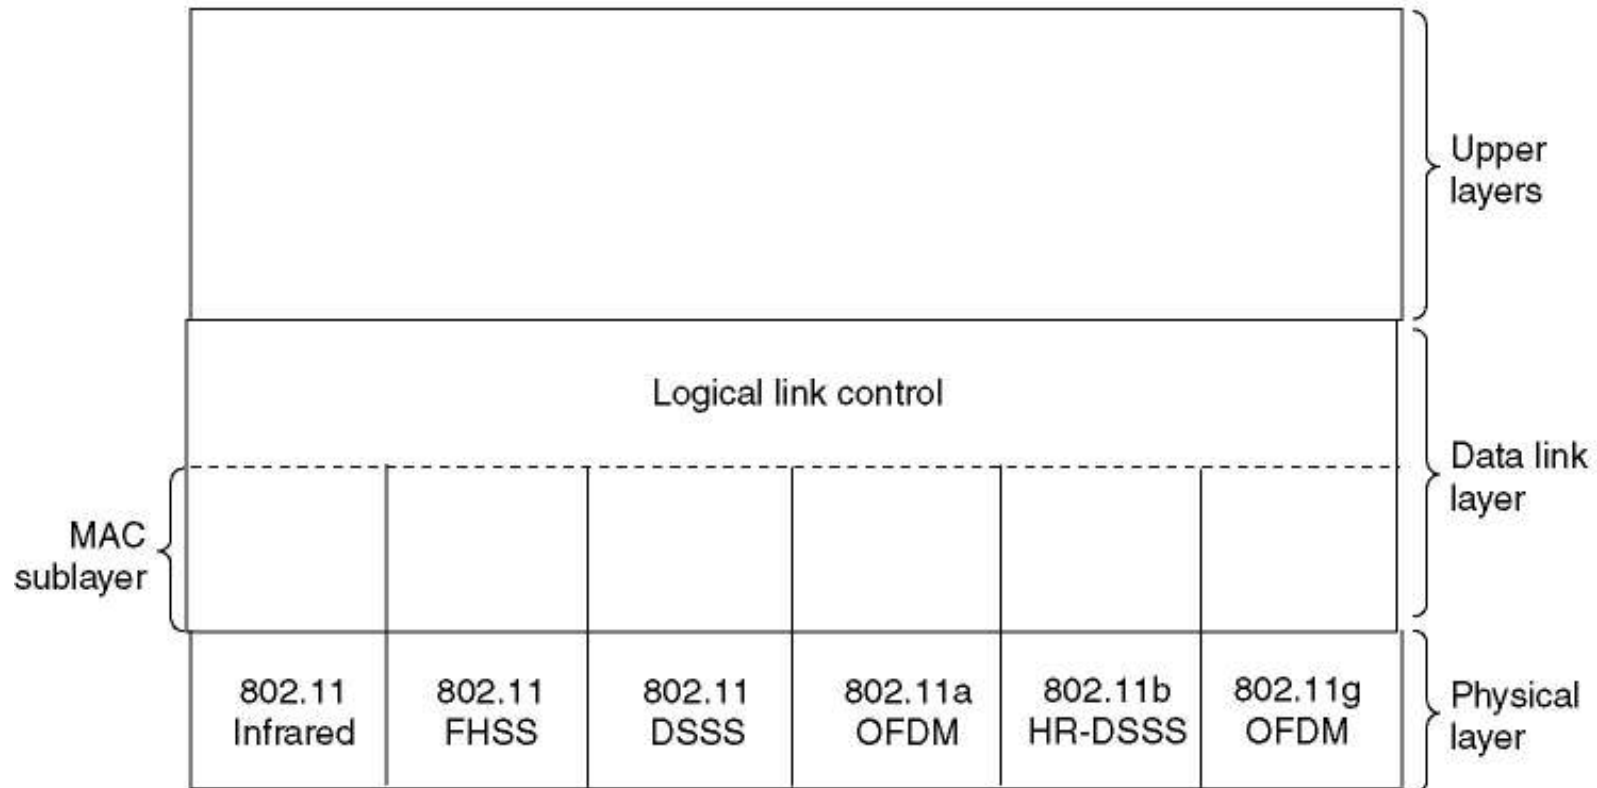 Upper
layers
Logical link control
Data link
layer
MAC
sublayer
802.11
Infrared
802.11
FHSS
802.11
DSSS
802.11a
OFDM
802.11b
HR-DSSS
802.11g
OFDM
Physical
layer